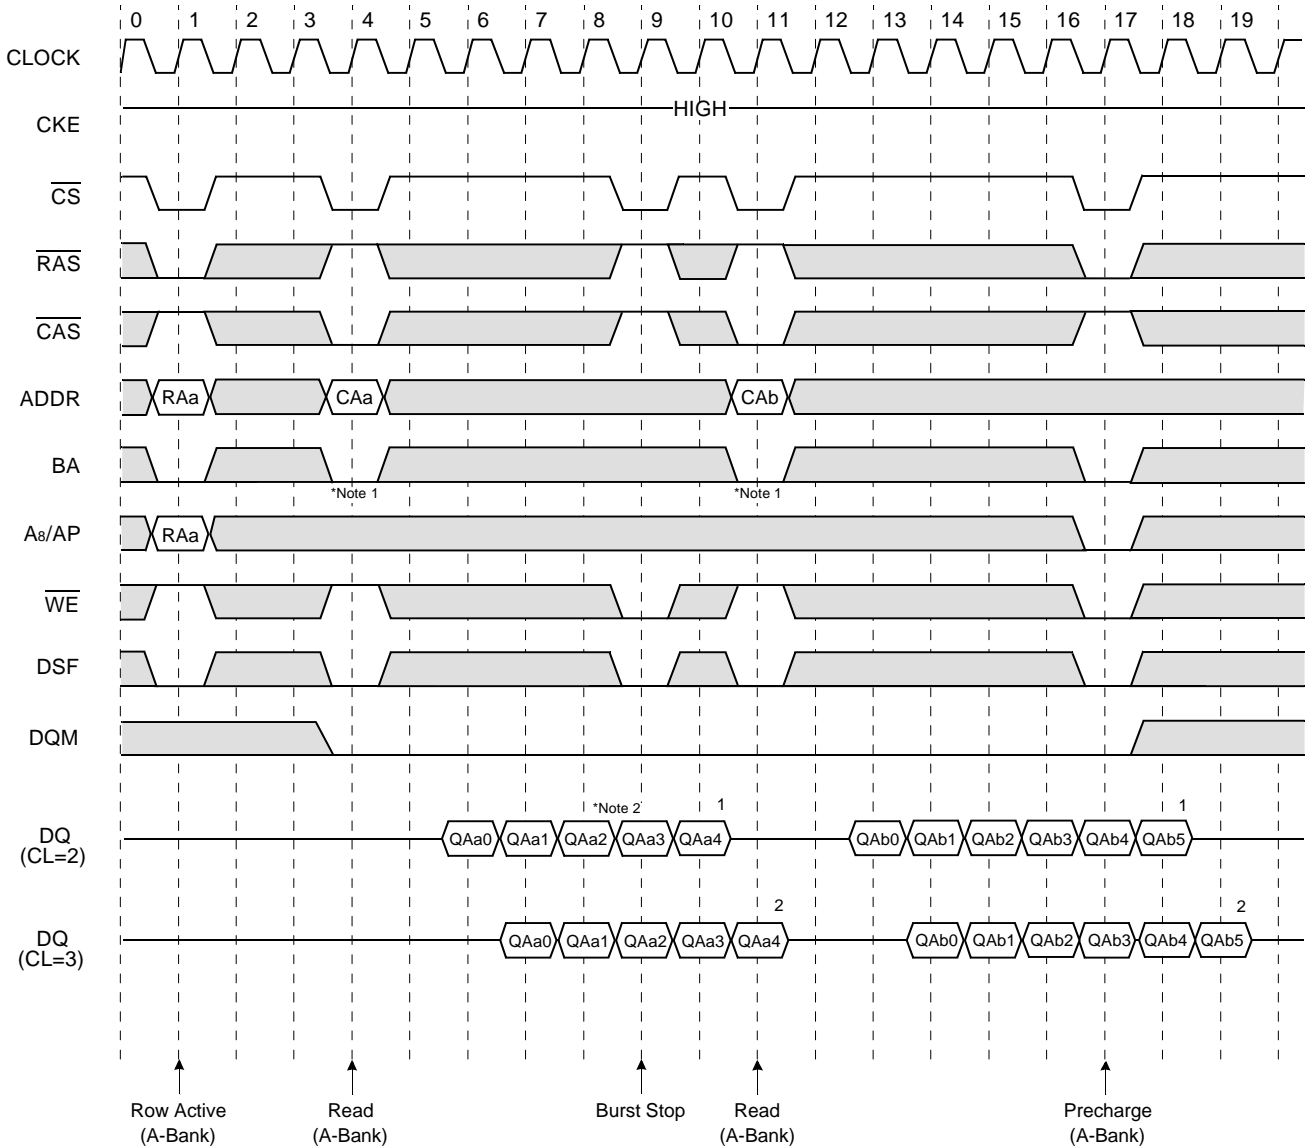 0 1 2 3 4 5 6 7 8 9 10 11 12 13 14 15 16 17 18 19
CLOCK
CKE
HIGH
CS
RAS
CAS
ADDR RAa CAa CAb
BA
*Note 1 *Note 1
A8/AP RAa
WE
DSF
DQM
*Note 2 1 1
DQ
(CL=2)
QAa0 QAa1 QAa2 QAa3 QAa4 QAb0 QAb1 QAb2 QAb3 QAb4 QAb5
2 2
DQ
(CL=3)
QAa0 QAa1 QAa2 QAa3 QAa4 QAb0 QAb1 QAb2 QAb3 QAb4 QAb5
Row Active
(A-Bank)
Read
(A-Bank)
Burst Stop
Read
(A-Bank)
Precharge
(A-Bank)